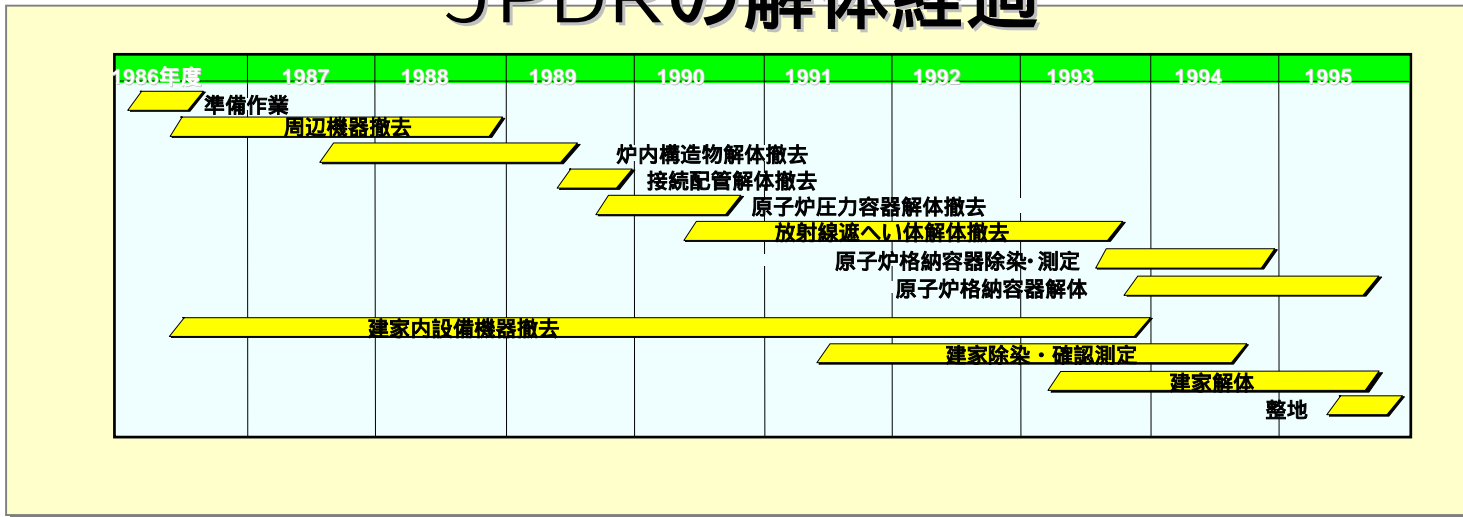 JPDRの解体経過
1986年度 1987 1988 1989 1990 1991 1992 1993 1994 1995
準備作業
周辺機器撤去
炉内構造物解体撤去
接続配管解体撤去
原子炉圧力容器解体撤去
放射線遮へい体解体撤去
原子炉格納容器除染・測定
原子炉格納容器解体
建家内設備機器撤去
建家除染・確認測定
建家解体
整地